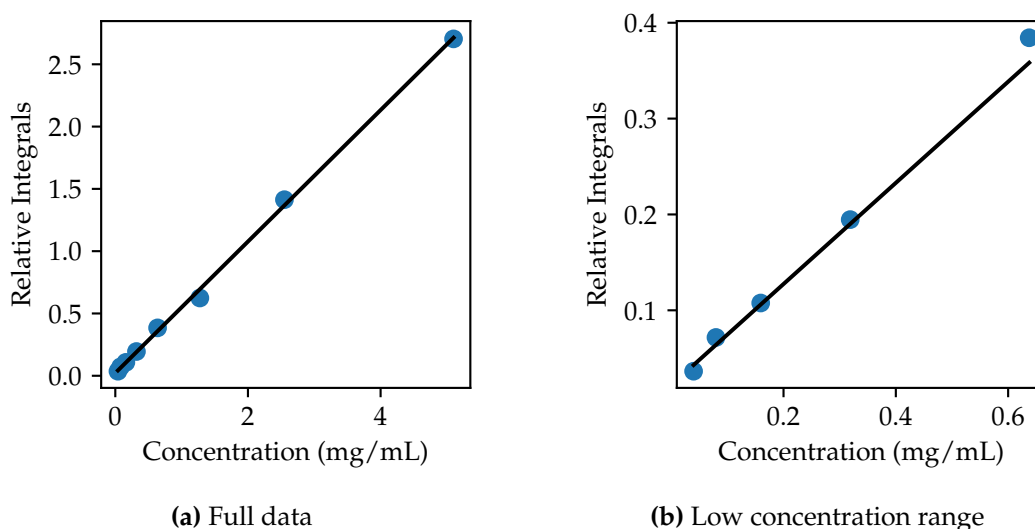 2.5
2.0
1.5
1.0
0.5
0.0
Relative Integrals
0 2 4
Concentration (mg/mL)
(a) Full data
0.4
0.3
0.2
0.1
Relative Integrals
0.2 0.4 0.6
Concentration (mg/mL)
(b) Low concentration range